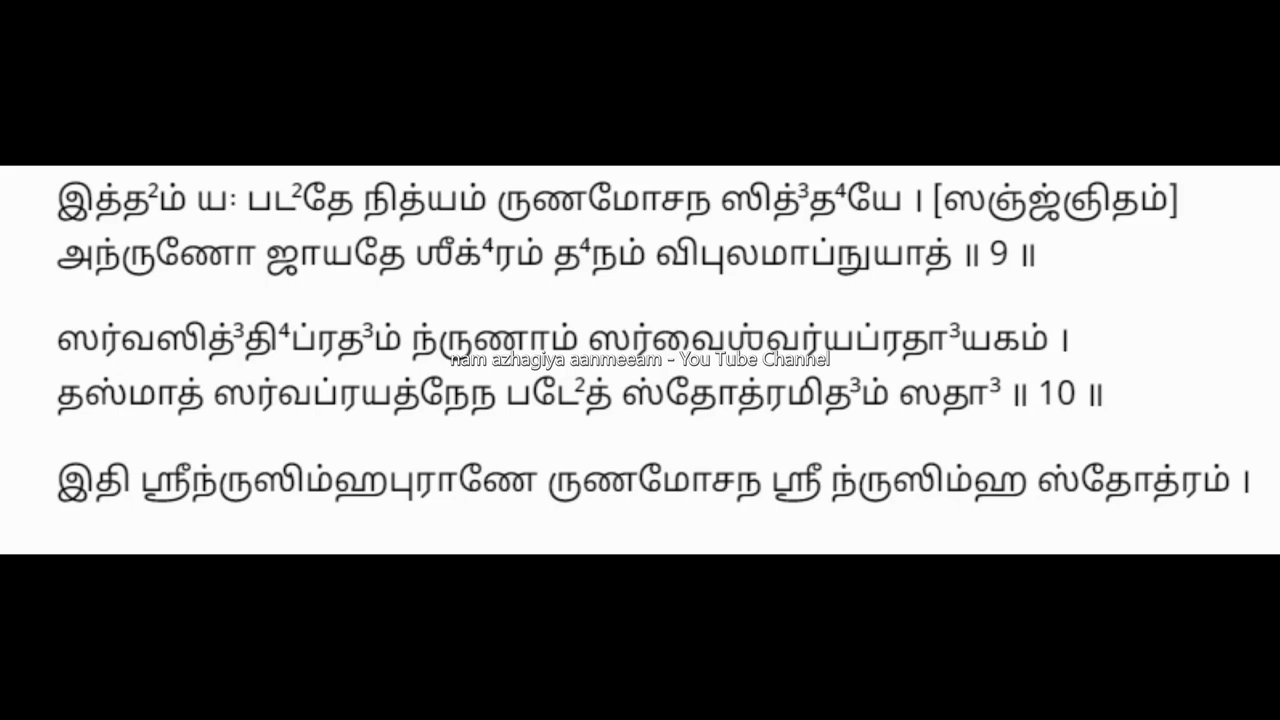 இத்த²ம் ய꞉ பட²தே நித்யம் ருணமோசந ஸித்³த⁴யே । [ஸஞ்ஜ்ஞிதம்]
அந்ருணோ ஜாயதே ஶீக்⁴ரம் த⁴நம் விபுலமாப்நுயாத் ॥ 9 ॥
ஸர்வஸித்³தி⁴ப்ரத³ம் ந்ருணாம் ஸர்வைஶ்வர்யப்ரதா³யகம் ।
nam azhagiya aanmeeam - You Tube Channel
தஸ்மாத் ஸர்வப்ரயத்நேந படே²த் ஸ்தோத்ரமித³ம் ஸதா³ ॥ 10 ॥
இதி ஶ்ரீந்ருஸிம்ஹபுராணே ருணமோசந ஶ்ரீ ந்ருஸிம்ஹ ஸ்தோத்ரம் ।